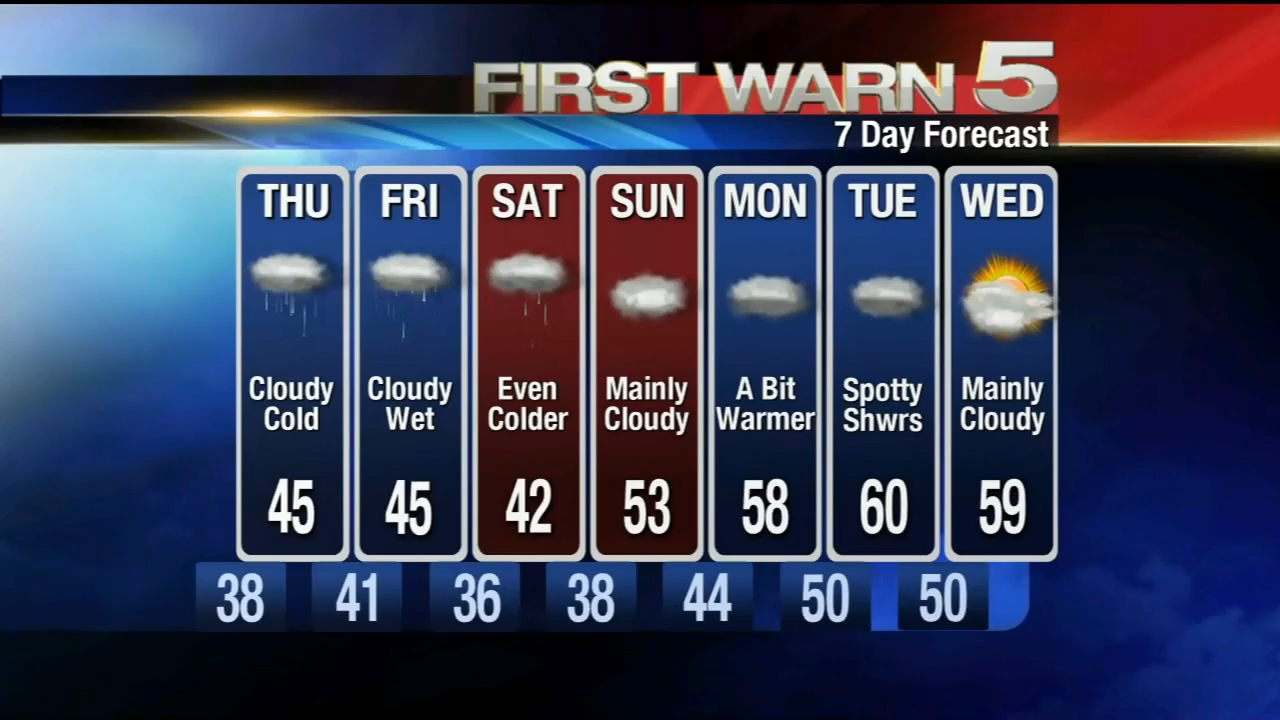 FIRST WARN 5
7 Day Forecast
THU FRI SAT SUN MON TUE WED
Cloudy Cloudy Even Mainly A Bit Spotty Mainly
Cold Wet Colder Cloudy Warmer Shwrs Cloudy
45 45 42 53 58 60 59
38 41 36 38 44 50 50